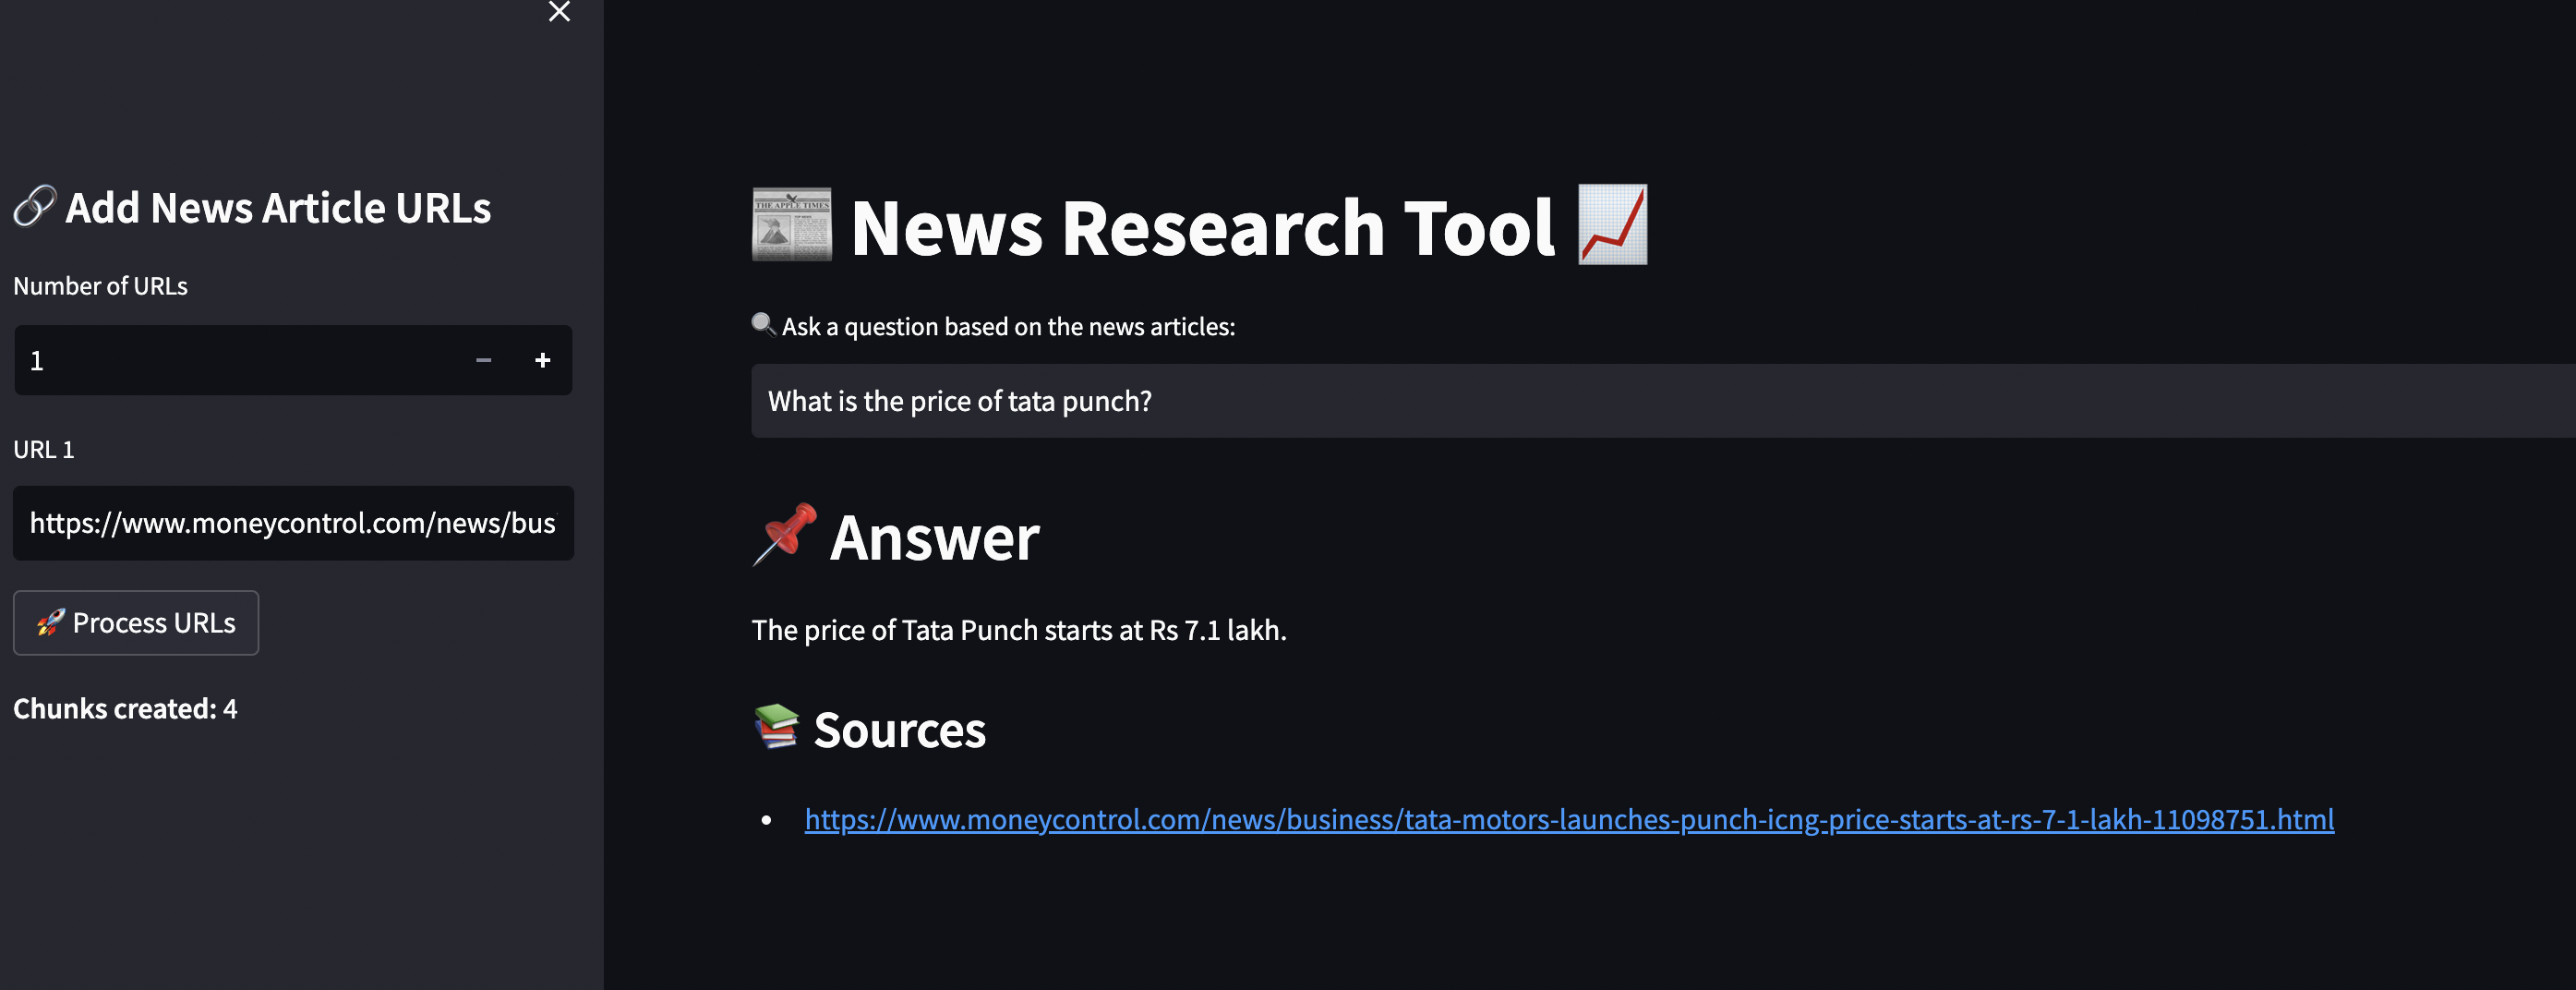 🔗 Add News Article URLs
Number of URLs
1
URL 1
https://www.moneycontrol.com/news/bus
🚀 Process URLs
Chunks created: 4
THE APPLE TIMES
📰 News Research Tool 📈
🔍 Ask a question based on the news articles:
What is the price of tata punch?
📌 Answer
The price of Tata Punch starts at Rs 7.1 lakh.
📚 Sources
• https://www.moneycontrol.com/news/business/tata-motors-launches-punch-icng-price-starts-at-rs-7-1-lakh-11098751.html